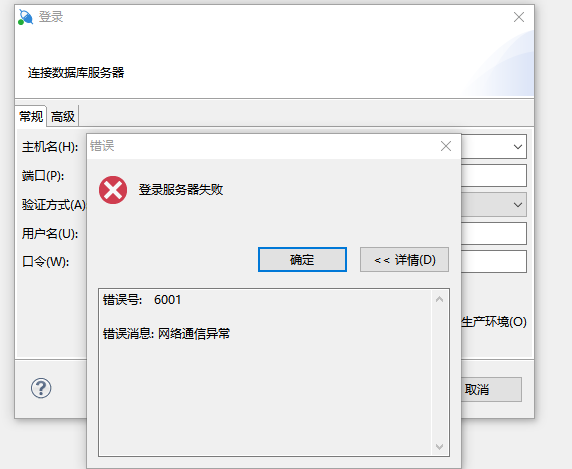 登录
连接数据库服务器
常规 高级
主机名(H):
端口(P):
验证方式(A)
用户名(U):
口令(W):
生产环境(O)
取消
错误
登录服务器失败
确定 << 详情(D)
错误号: 6001
错误消息: 网络通信异常